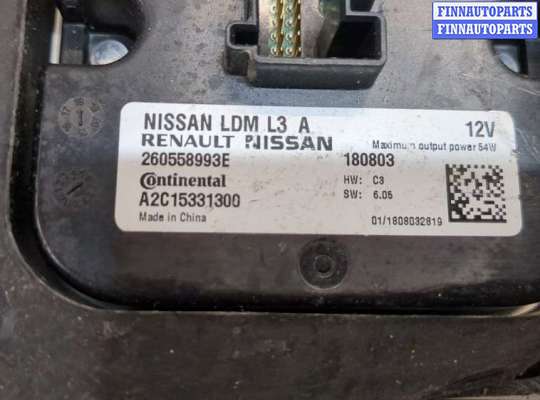 FINNAUTOPARTS
FINNAUTOPARTS
NISSAN LDM L3 A 12V
RENAULT NISSAN Maximum output power 54W
260558993E 180803
Continental HW: C3
A2C15331300 SW: 6.06
Made in China 01/1808032819